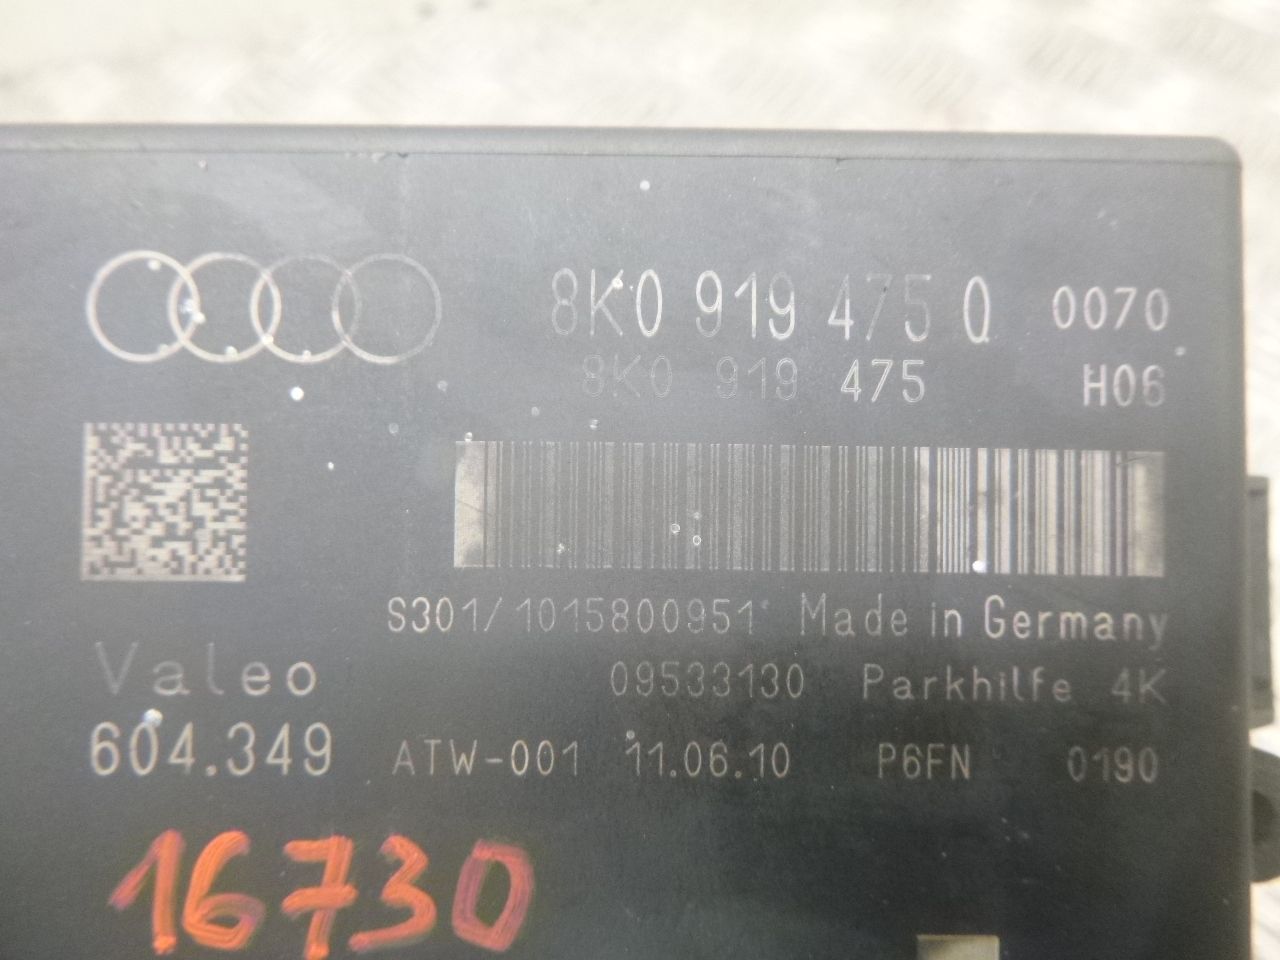 8K0 919 475 Q 0070
8K0 919 475 H06
S301/1015800951 Made in Germany
Valeo 09533130 Parkhilfe 4K
604.349 ATW-001 11.06.10 P6FN 0190
16730